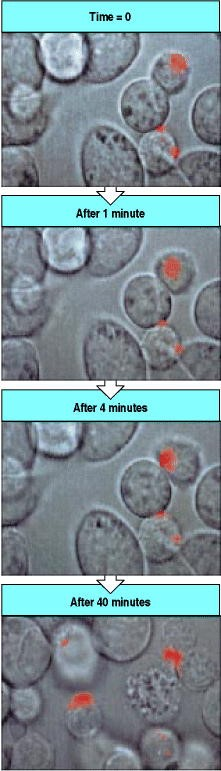 Time = 0
After 1 minute
After 4 minutes
After 40 minutes